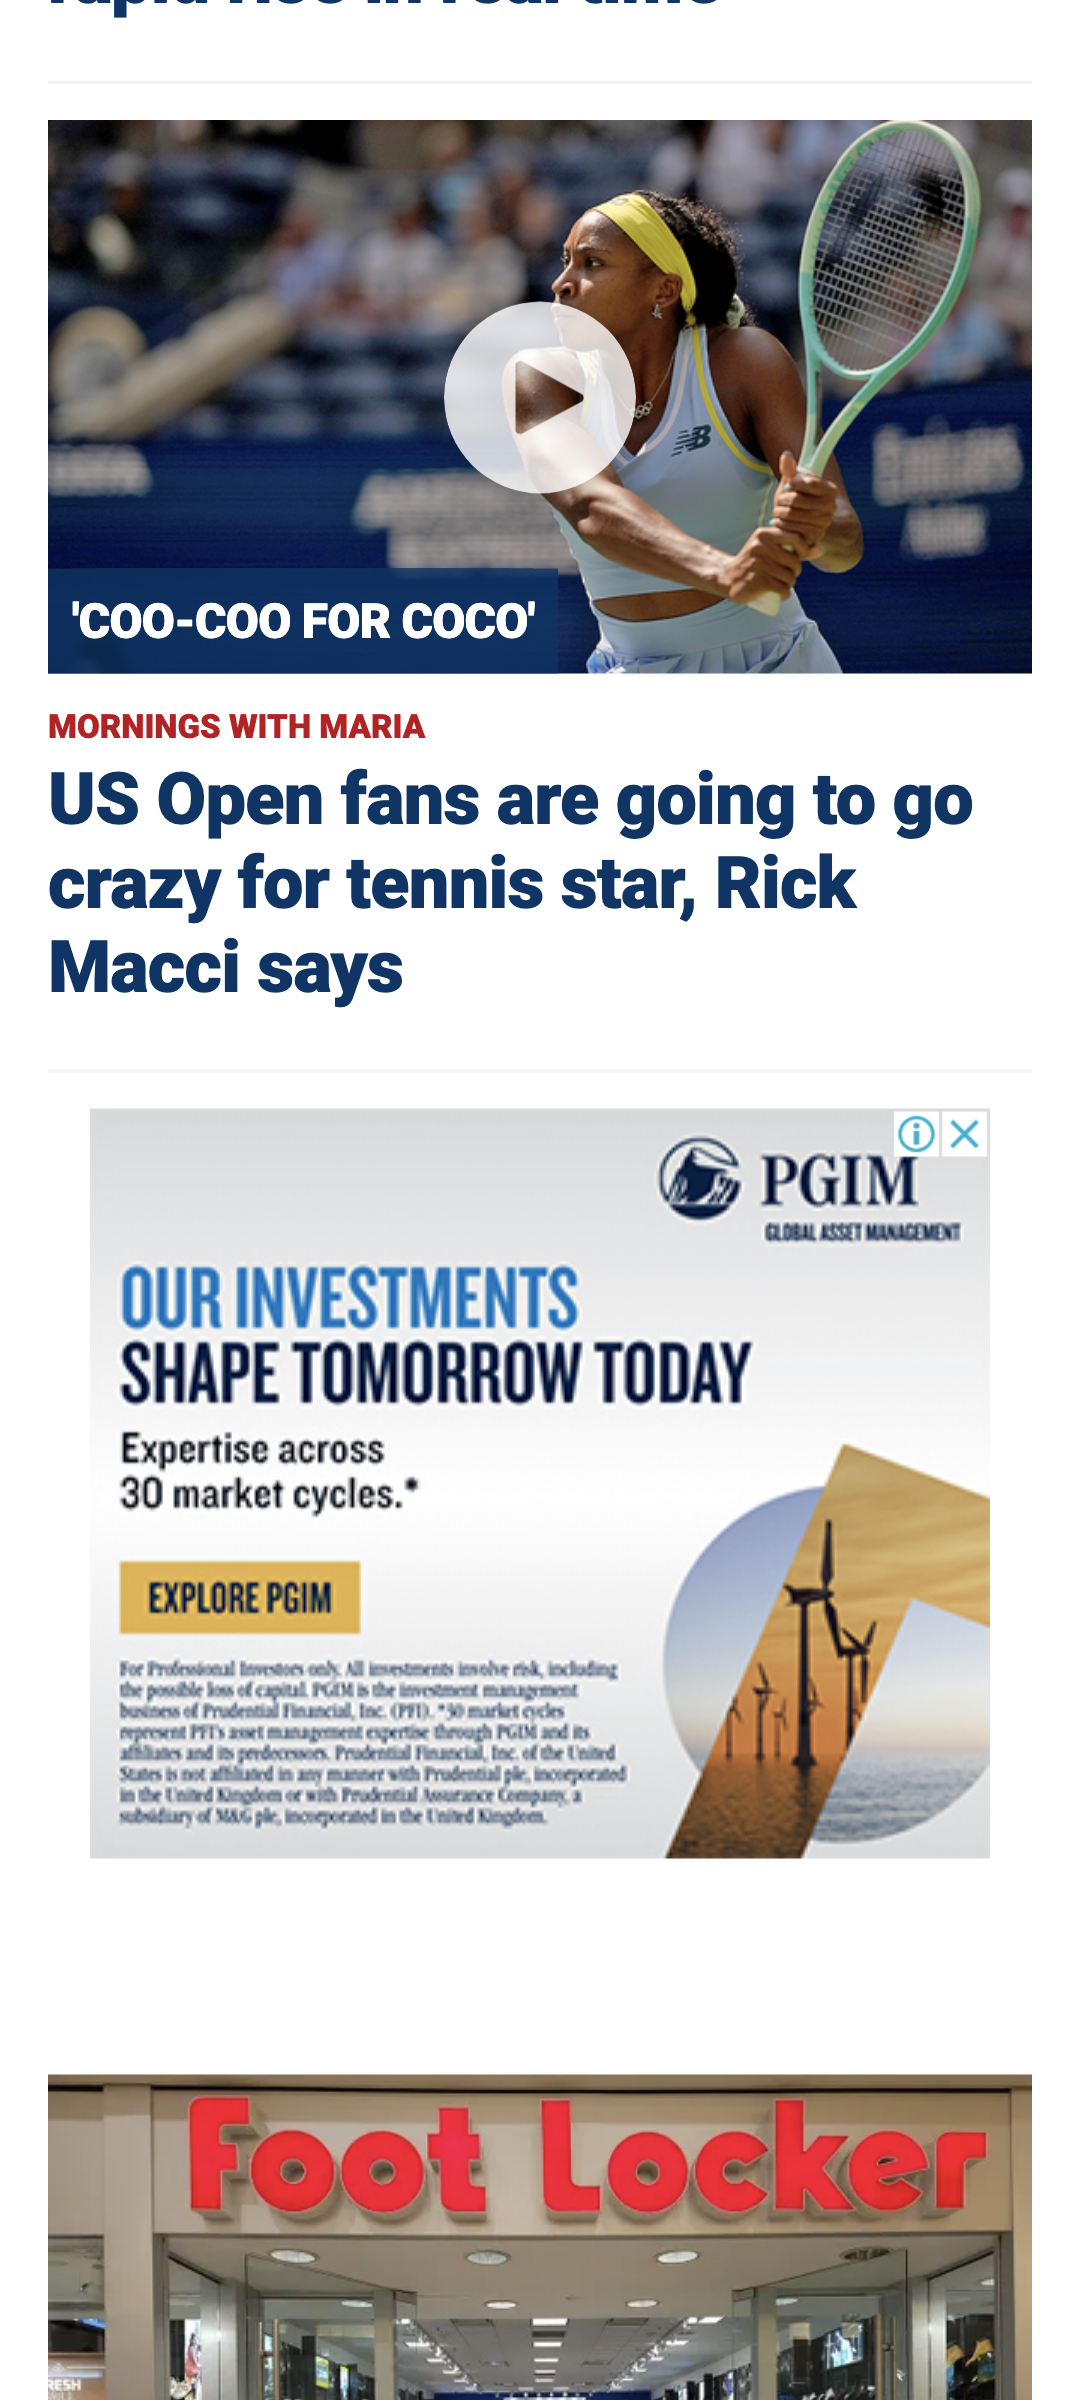 'COO-COO FOR COCO'
MORNINGS WITH MARIA
US Open fans are going to go
crazy for tennis star, Rick
Macci says
PGIM
GLOBAL ASSET MANAGEMENT
OUR INVESTMENTS
SHAPE TOMORROW TODAY
Expertise across
30 market cycles.*
EXPLORE PGIM
For Professional Investors only. All investments involve risk, including
the possible loss of capital. PGIM is the investment management
business of Prudential Financial, Inc. (PFI). *30 market cycles
represent PFI's asset management expertise through PGIM and its
affiliates and its predecessors. Prudential Financial, Inc. of the United
States is not affiliated in any manner with Prudential plc, incorporated
in the United Kingdom or with Prudential Assurance Company, a
subsidiary of M&G plc, incorporated in the United Kingdom.
Foot Locker